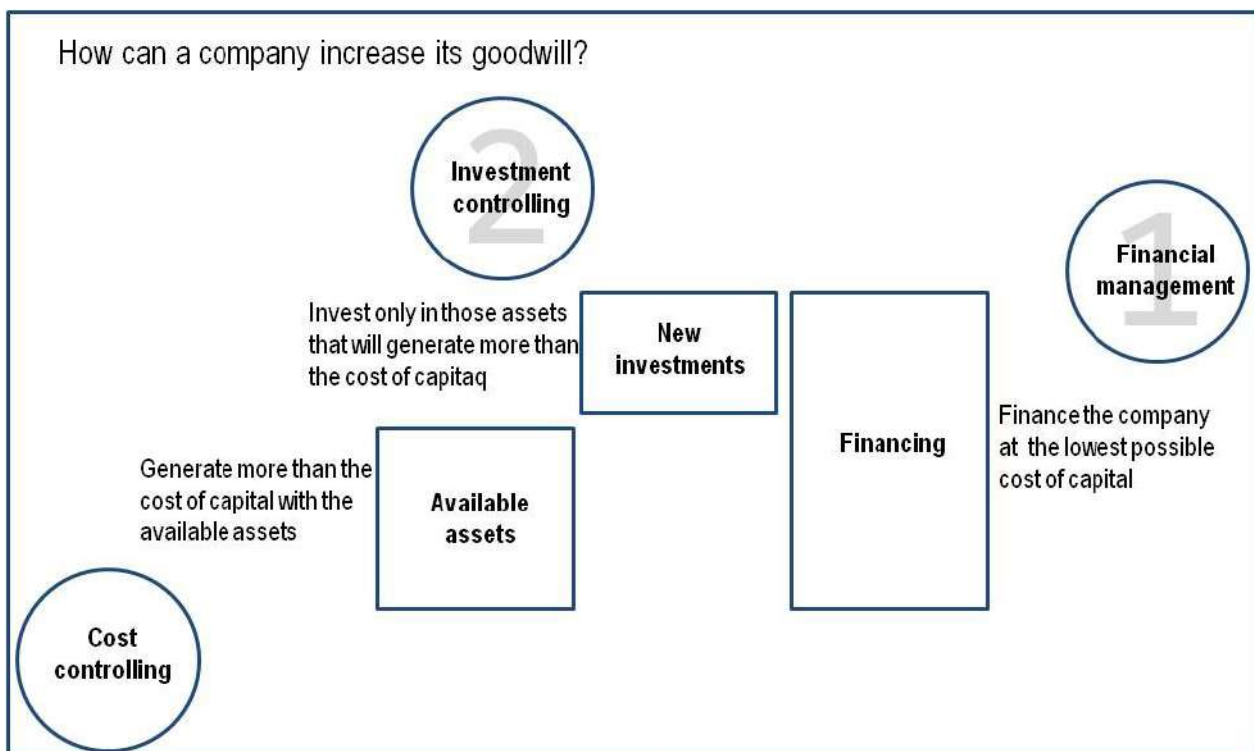 How can a company increase its goodwill?
2
Investment
controlling
1
Financial
management
Invest only in those assets
that will generate more than
the cost of capitaq
New
investments
Financing
Finance the company
at the lowest possible
cost of capital
Generate more than the
cost of capital with the
available assets
Available
assets
Cost
controlling